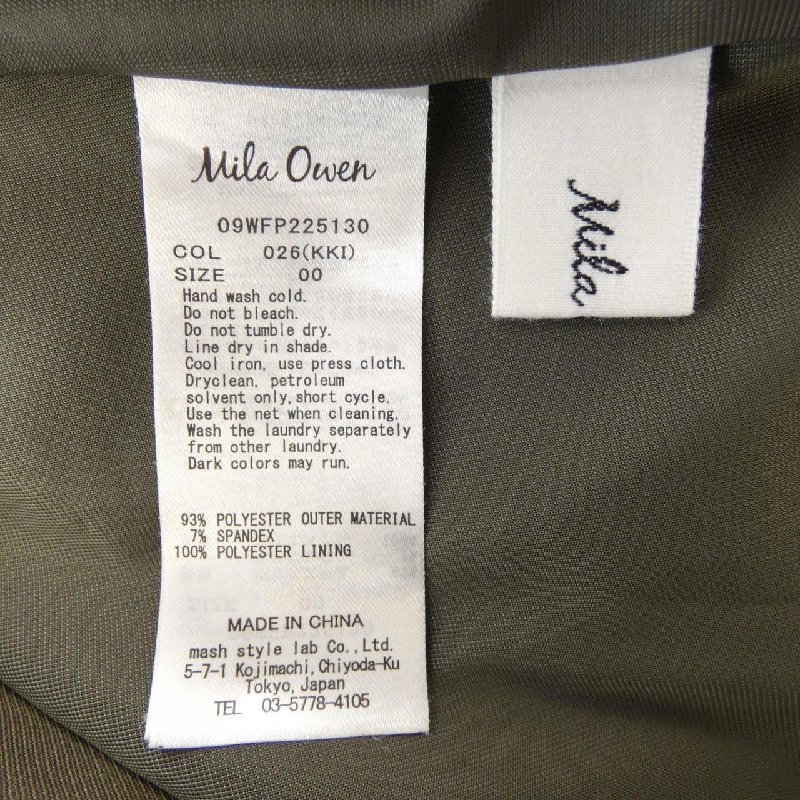 Mila Owen
09WFP225130
COL 026(KKI)
SIZE 00
Hand wash cold.
Do not bleach.
Do not tumble dry.
Line dry in shade.
Cool iron, use press cloth.
Dryclean, petroleum
solvent only,short cycle.
Use the net when cleaning.
Wash the laundry separately
from other laundry.
Dark colors may run.
93% POLYESTER OUTER MATERIAL
7% SPANDEX
100% POLYESTER LINING
MADE IN CHINA
mash style lab Co.,Ltd.
5-7-1 Kojimachi,Chiyoda-Ku
Tokyo,Japan
TEL 03-5778-4105
Mila